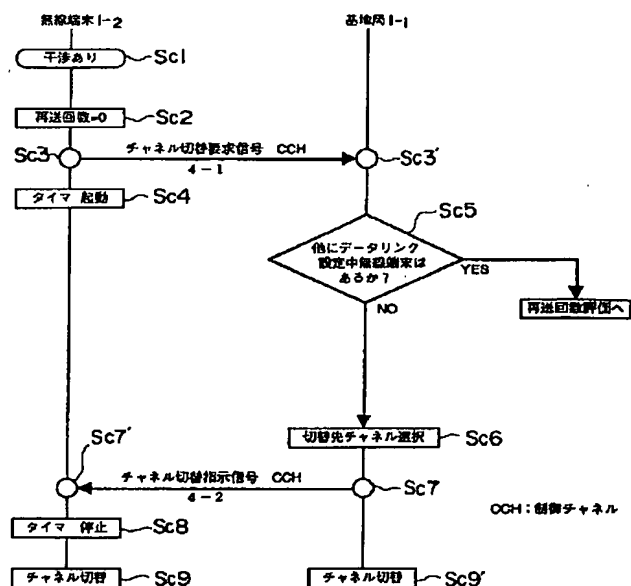 無線端末1-2
基地局1-1
干渉あり
Sc1
再送回数=0
Sc2
Sc3
チャネル切替要求信号 CCH
4-1
Sc3'
タイマ 起動
Sc4
Sc5
他にデータリンク
設定中無線端末は
あるか?
YES
NO
再送回数評価へ
切替先チャネル選択
Sc6
Sc7'
チャネル切替指示信号 CCH
4-2
Sc7
CCH:制御チャネル
タイマ 停止
Sc8
チャネル切替
Sc9
チャネル切替
Sc9'